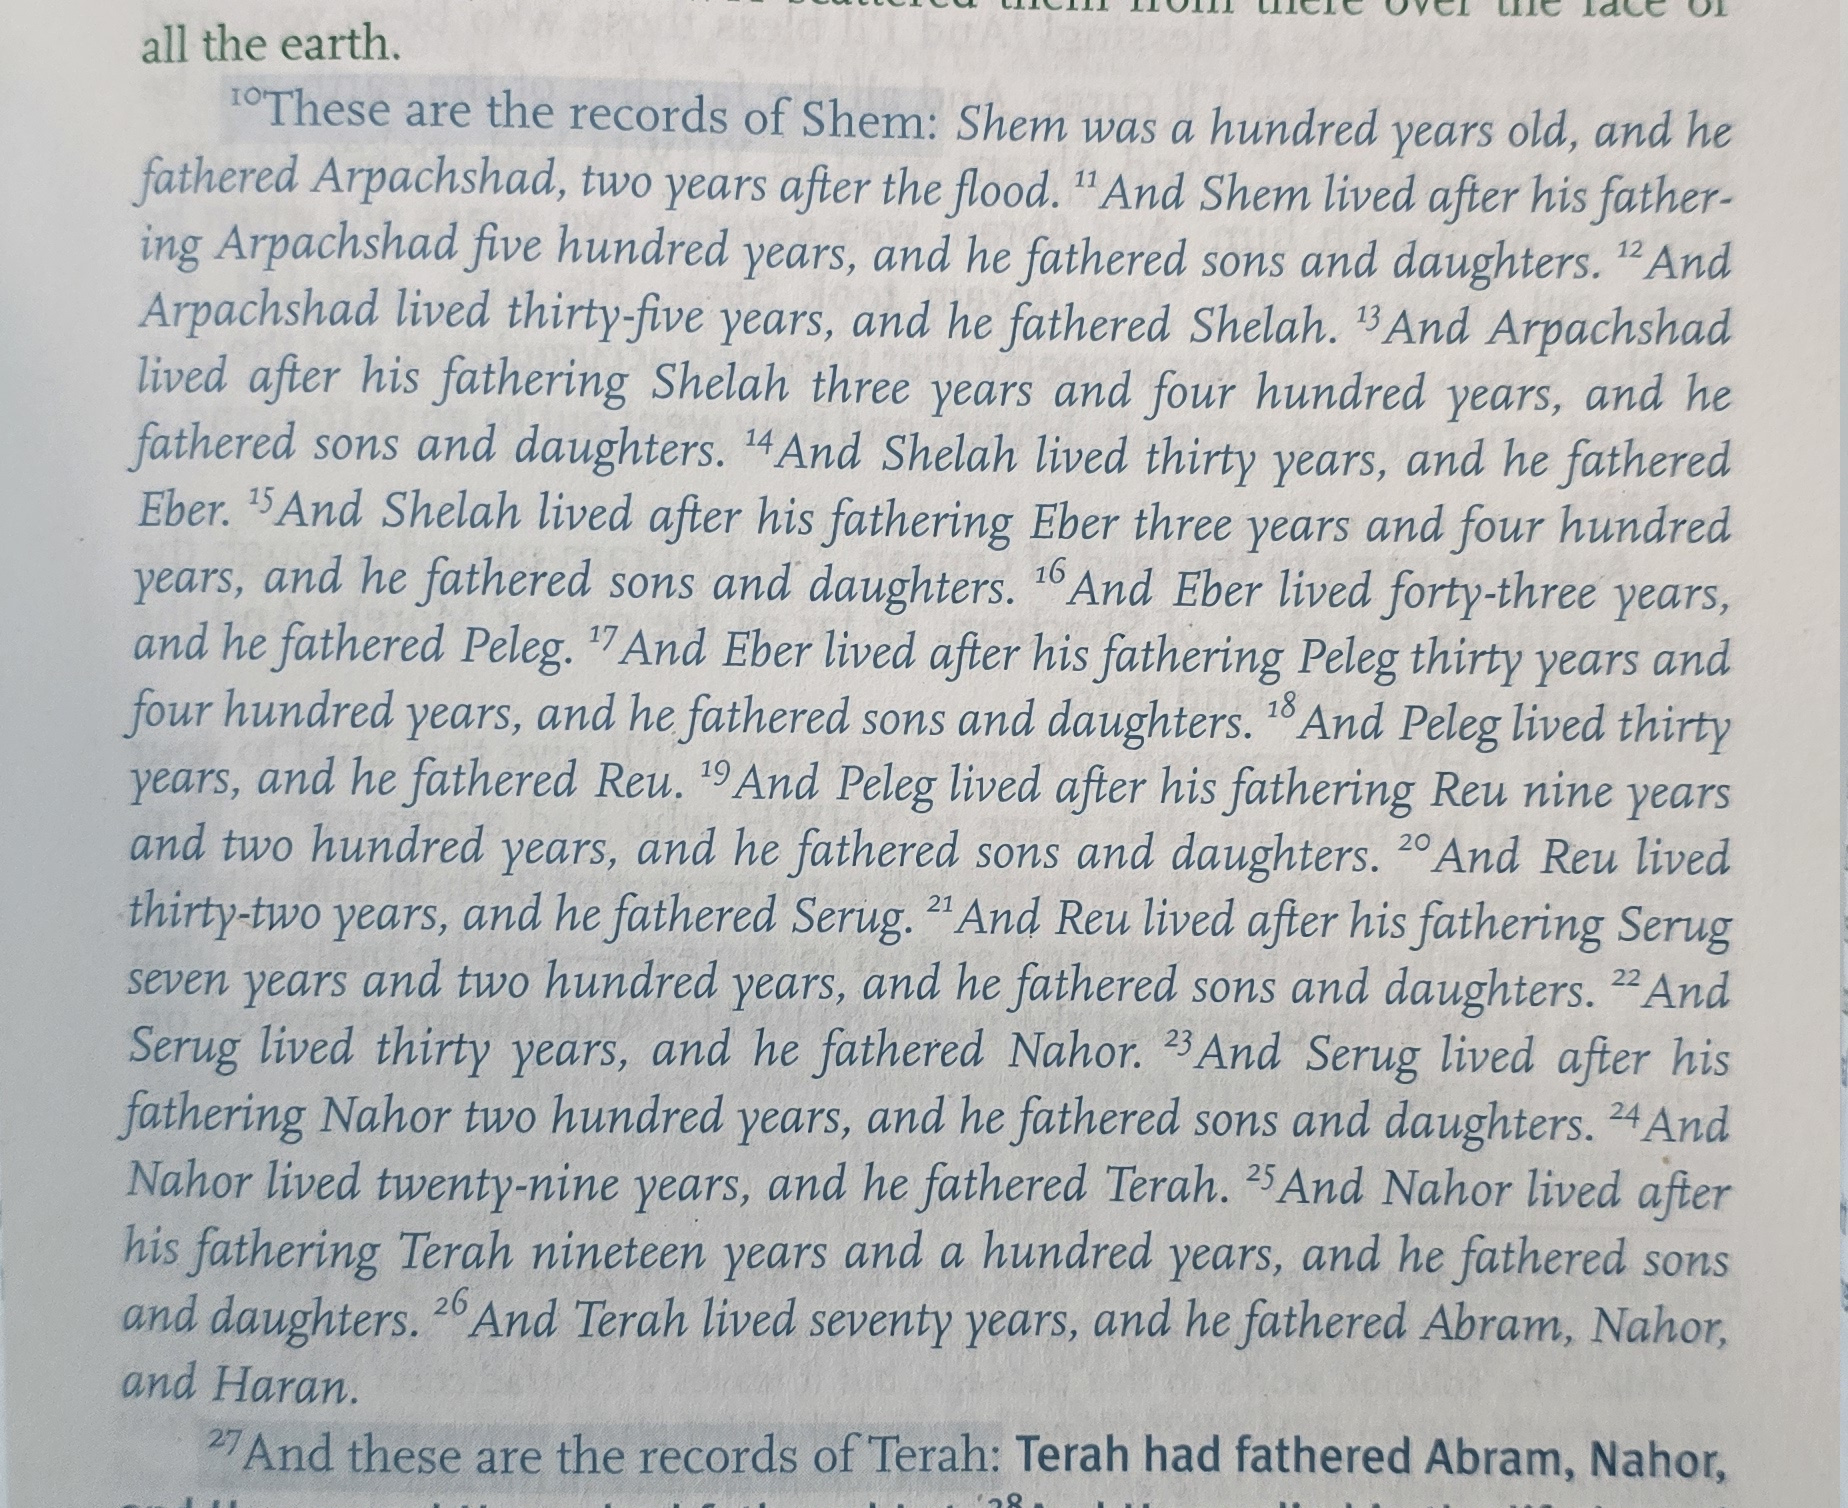 scattered them from there over the face of
all the earth.
¹⁰These are the records of Shem: Shem was a hundred years old, and he
fathered Arpachshad, two years after the flood. ¹¹And Shem lived after his father-
ing Arpachshad five hundred years, and he fathered sons and daughters. ¹²And
Arpachshad lived thirty-five years, and he fathered Shelah. ¹³And Arpachshad
lived after his fathering Shelah three years and four hundred years, and he
fathered sons and daughters. ¹⁴And Shelah lived thirty years, and he fathered
Eber. ¹⁵And Shelah lived after his fathering Eber three years and four hundred
years, and he fathered sons and daughters. ¹⁶And Eber lived forty-three years,
and he fathered Peleg. ¹⁷And Eber lived after his fathering Peleg thirty years and
four hundred years, and he fathered sons and daughters. ¹⁸And Peleg lived thirty
years, and he fathered Reu. ¹⁹And Peleg lived after his fathering Reu nine years
and two hundred years, and he fathered sons and daughters. ²⁰And Reu lived
thirty-two years, and he fathered Serug. ²¹And Reu lived after his fathering Serug
seven years and two hundred years, and he fathered sons and daughters. ²²And
Serug lived thirty years, and he fathered Nahor. ²³And Serug lived after his
fathering Nahor two hundred years, and he fathered sons and daughters. ²⁴And
Nahor lived twenty-nine years, and he fathered Terah. ²⁵And Nahor lived after
his fathering Terah nineteen years and a hundred years, and he fathered sons
and daughters. ²⁶And Terah lived seventy years, and he fathered Abram, Nahor,
and Haran.
²⁷And these are the records of Terah: Terah had fathered Abram, Nahor,